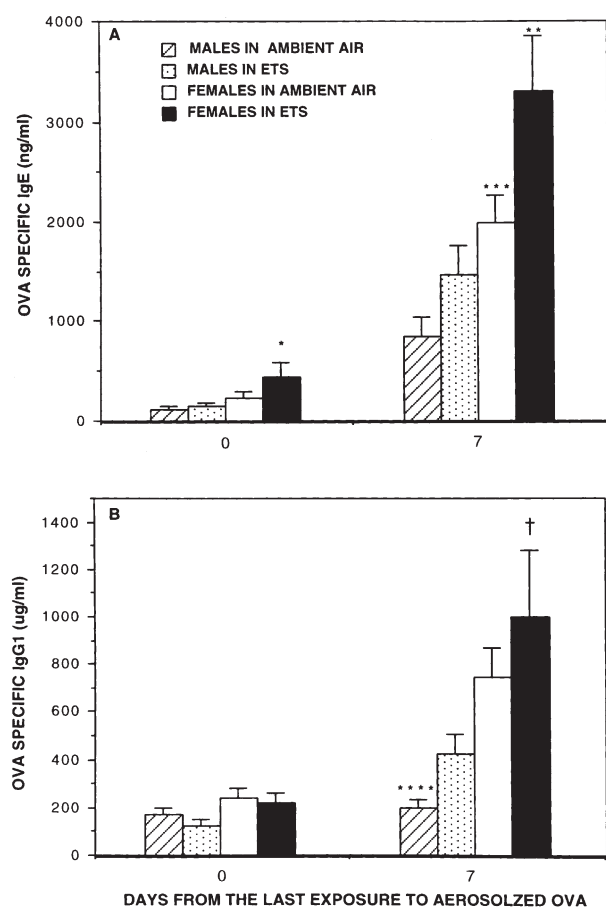 A
MALES IN AMBIENT AIR
MALES IN ETS
FEMALES IN AMBIENT AIR
FEMALES IN ETS
OVA SPECIFIC IgE (ng/ml)
4000
3000
2000
1000
0
*
* * *
* *
0
7
B
OVA SPECIFIC IgG1 (ug/ml)
1400
1200
1000
800
600
400
200
0
* * * *
†
0
7
DAYS FROM THE LAST EXPOSURE TO AEROSOLZED OVA